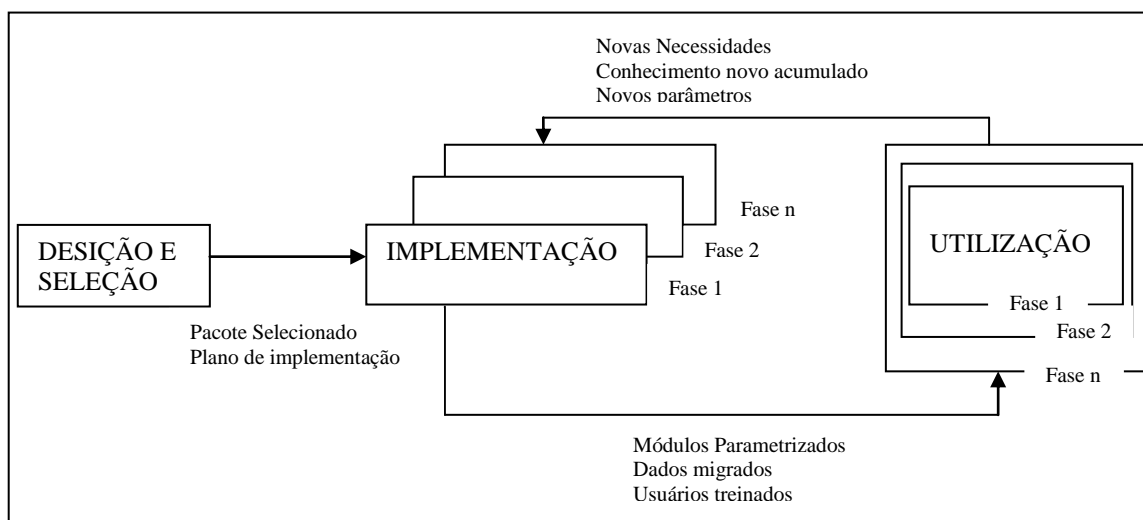 Novas Necessidades
Conhecimento novo acumulado
Novos parâmetros
Fase n
DESIÇÃO E
SELEÇÃO
IMPLEMENTAÇÃO
Fase 2
UTILIZAÇÃO
Fase 1
Fase 1
Pacote Selecionado
Plano de implementação
Fase 2
Fase n
Módulos Parametrizados
Dados migrados
Usuários treinados